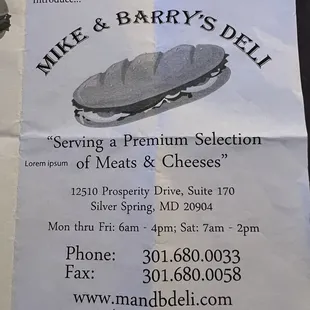 introduce...
MIKE & BARRY'S DELI
"Serving a Premium Selection
Lorem ipsum
of Meats & Cheeses"
12510 Prosperity Drive, Suite 170
Silver Spring, MD 20904
Mon thru Fri: 6am - 4pm; Sat: 7am - 2pm
Phone: 301.680.0033
Fax: 301.680.0058
www.mandbdeli.com